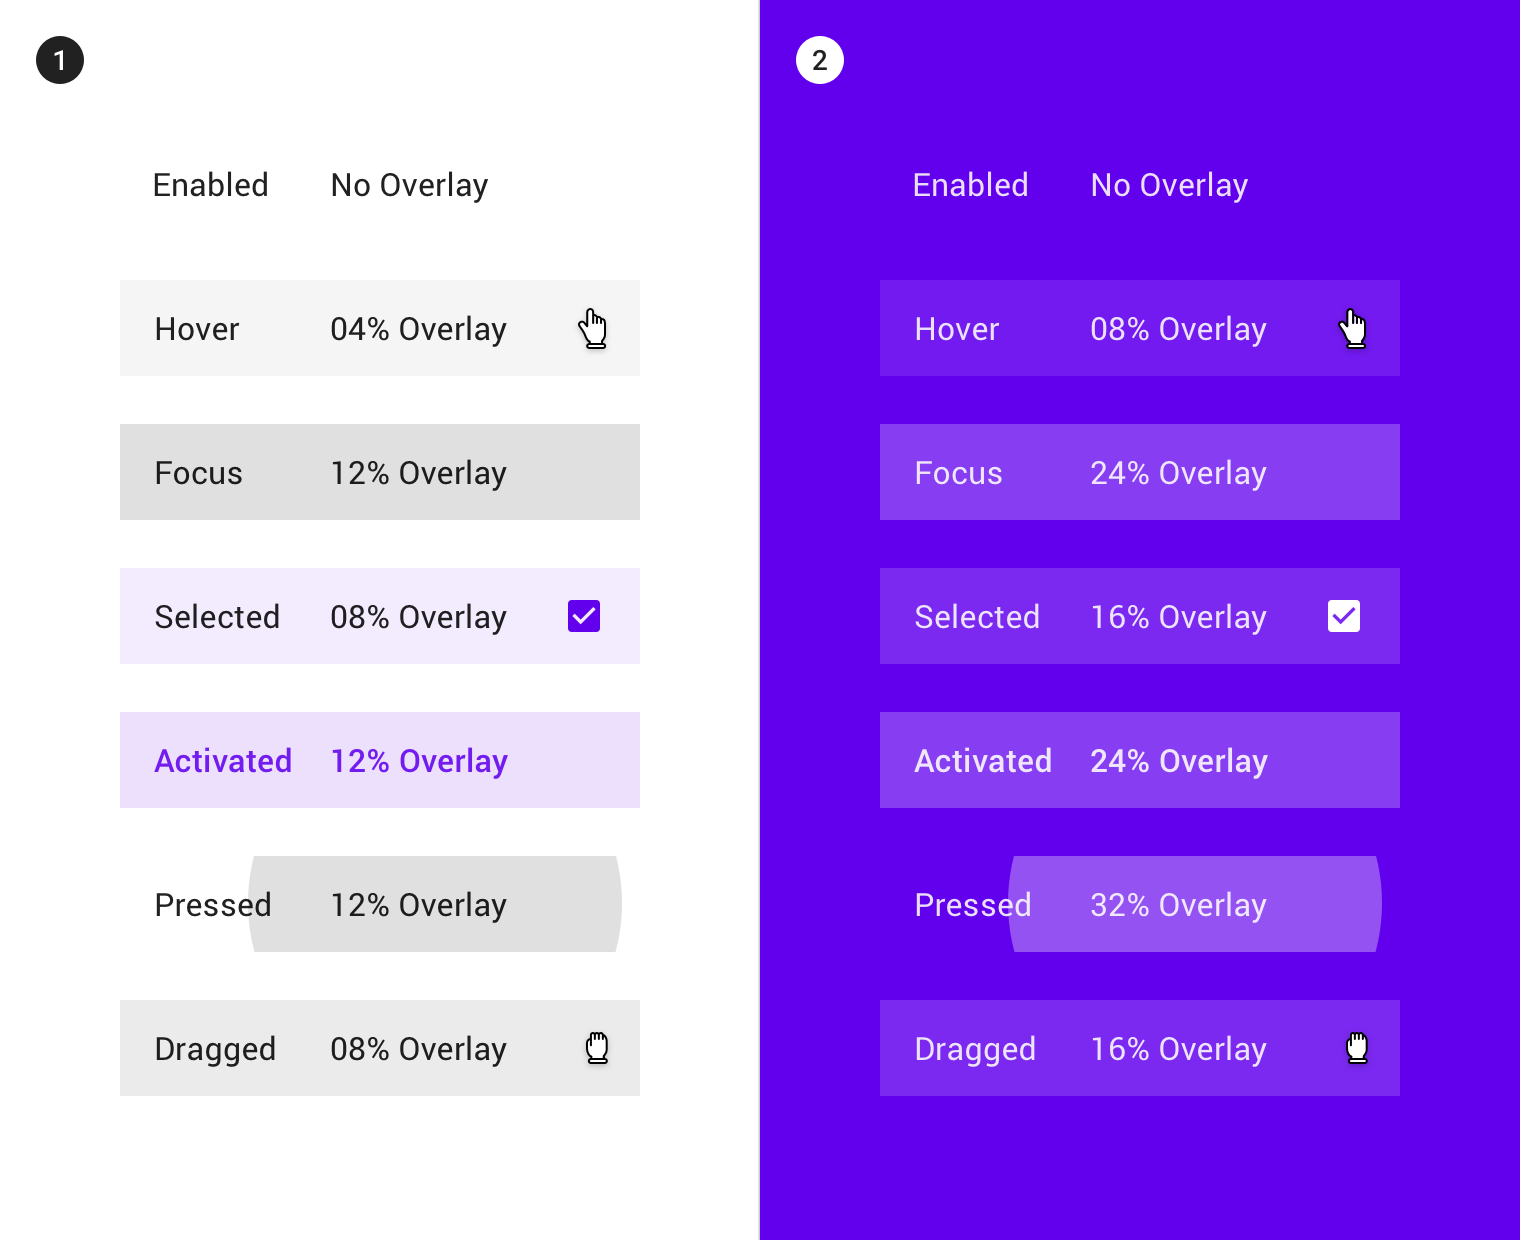 1
Enabled No Overlay
Hover 04% Overlay
Focus 12% Overlay
Selected 08% Overlay
Activated 12% Overlay
Pressed 12% Overlay
Dragged 08% Overlay
2
Enabled No Overlay
Hover 08% Overlay
Focus 24% Overlay
Selected 16% Overlay
Activated 24% Overlay
Pressed 32% Overlay
Dragged 16% Overlay